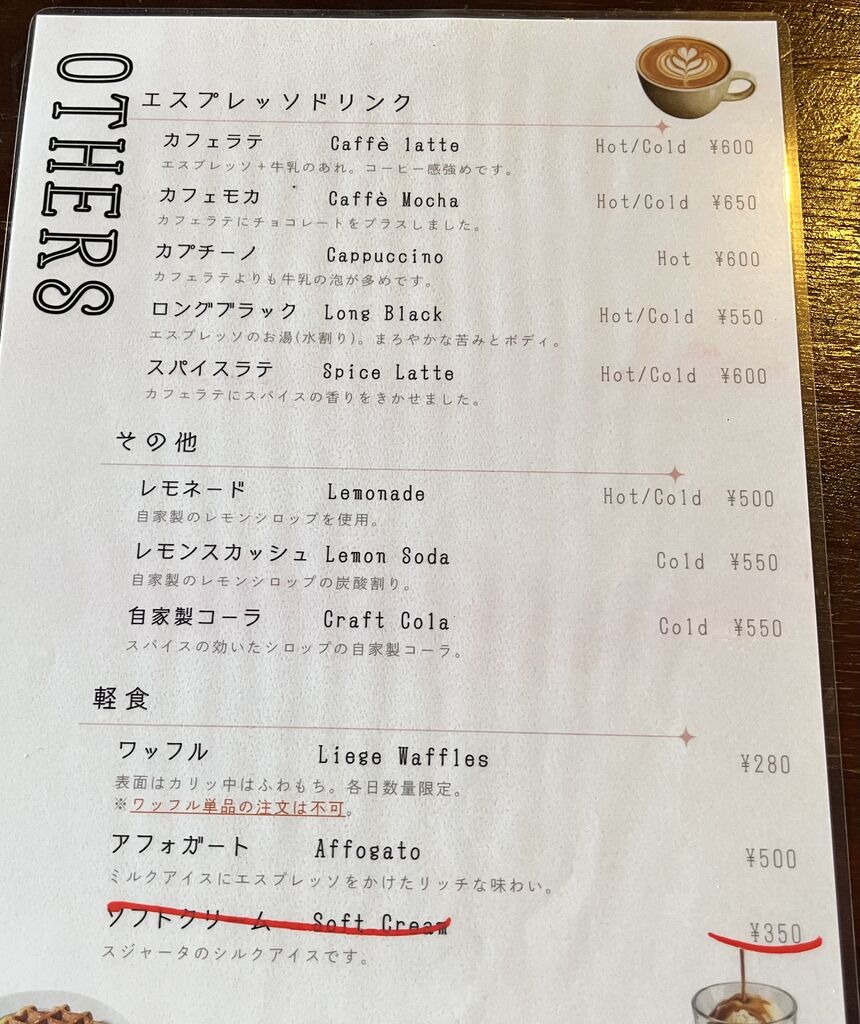 OTHERS
エスプレッソドリンク
カフェラテ Caffè latte Hot/Cold ¥600
エスプレッソ+牛乳のあれ。コーヒー感強めです。
カフェモカ Caffè Mocha Hot/Cold ¥650
カフェラテにチョコレートをプラスしました。
カプチーノ Cappuccino Hot ¥600
カフェラテよりも牛乳の泡が多めです。
ロングブラック Long Black Hot/Cold ¥550
エスプレッソのお湯(水割り)。まろやかな苦みとボディ。
スパイスラテ Spice Latte Hot/Cold ¥600
カフェラテにスパイスの香りをきかせました。
その他
レモネード Lemonade Hot/Cold ¥500
自家製のレモンシロップを使用。
レモンスカッシュ Lemon Soda Cold ¥550
自家製のレモンシロップの炭酸割り。
自家製コーラ Craft Cola Cold ¥550
スパイスの効いたシロップの自家製コーラ。
軽食
ワッフル Liege Waffles ¥280
表面はカリッ中はふわもち。各日数量限定。
※ワッフル単品の注文は不可。
アフォガート Affogato ¥500
ミルクアイスにエスプレッソをかけたリッチな味わい。
ソフトクリーム Soft Cream ¥350
スジャータのシルクアイスです。